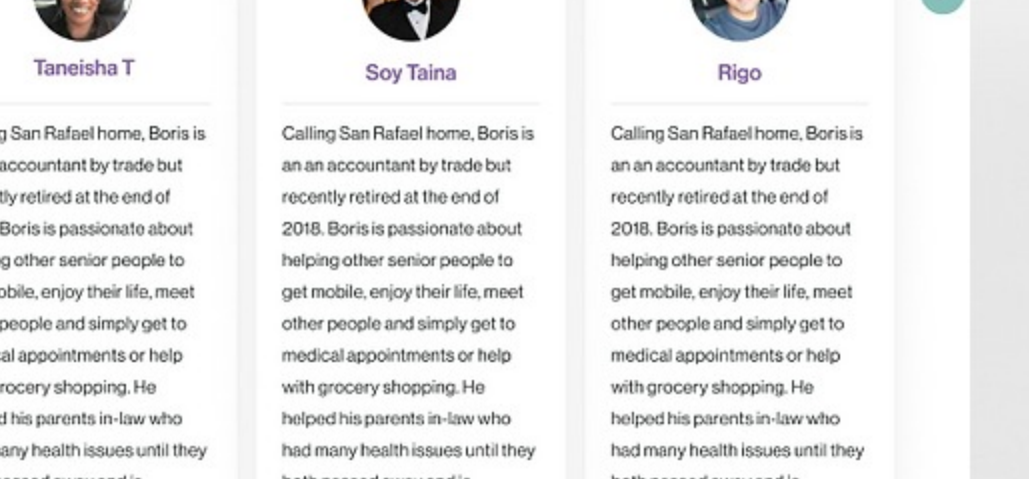 Taneisha T
g San Rafael home, Boris is
accountant by trade but
tly retired at the end of
Boris is passionate about
g other senior people to
obile, enjoy their life, meet
people and simply get to
cal appointments or help
rocery shopping. He
d his parents in-law who
any health issues until they
Soy Taina
Calling San Rafael home, Boris is
an an accountant by trade but
recently retired at the end of
2018. Boris is passionate about
helping other senior people to
get mobile, enjoy their life, meet
other people and simply get to
medical appointments or help
with grocery shopping. He
helped his parents in-law who
had many health issues until they
Rigo
Calling San Rafael home, Boris is
an an accountant by trade but
recently retired at the end of
2018. Boris is passionate about
helping other senior people to
get mobile, enjoy their life, meet
other people and simply get to
medical appointments or help
with grocery shopping. He
helped his parents in-law who
had many health issues until they